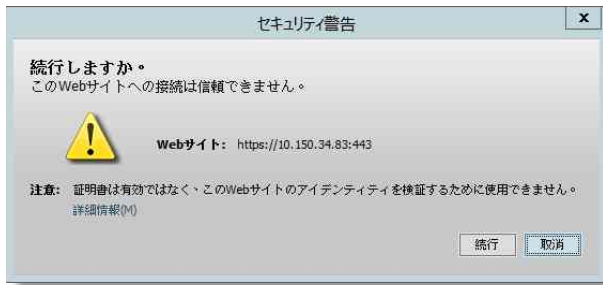 セキュリティ警告
x
続行しますか。
このWebサイトへの接続は信頼できません。
Webサイト: https://10.150.34.83:443
注意: 証明書は有効ではなく、このWebサイトのアイデンティティを検証するために使用できません。
詳細情報(M)
続行 取消